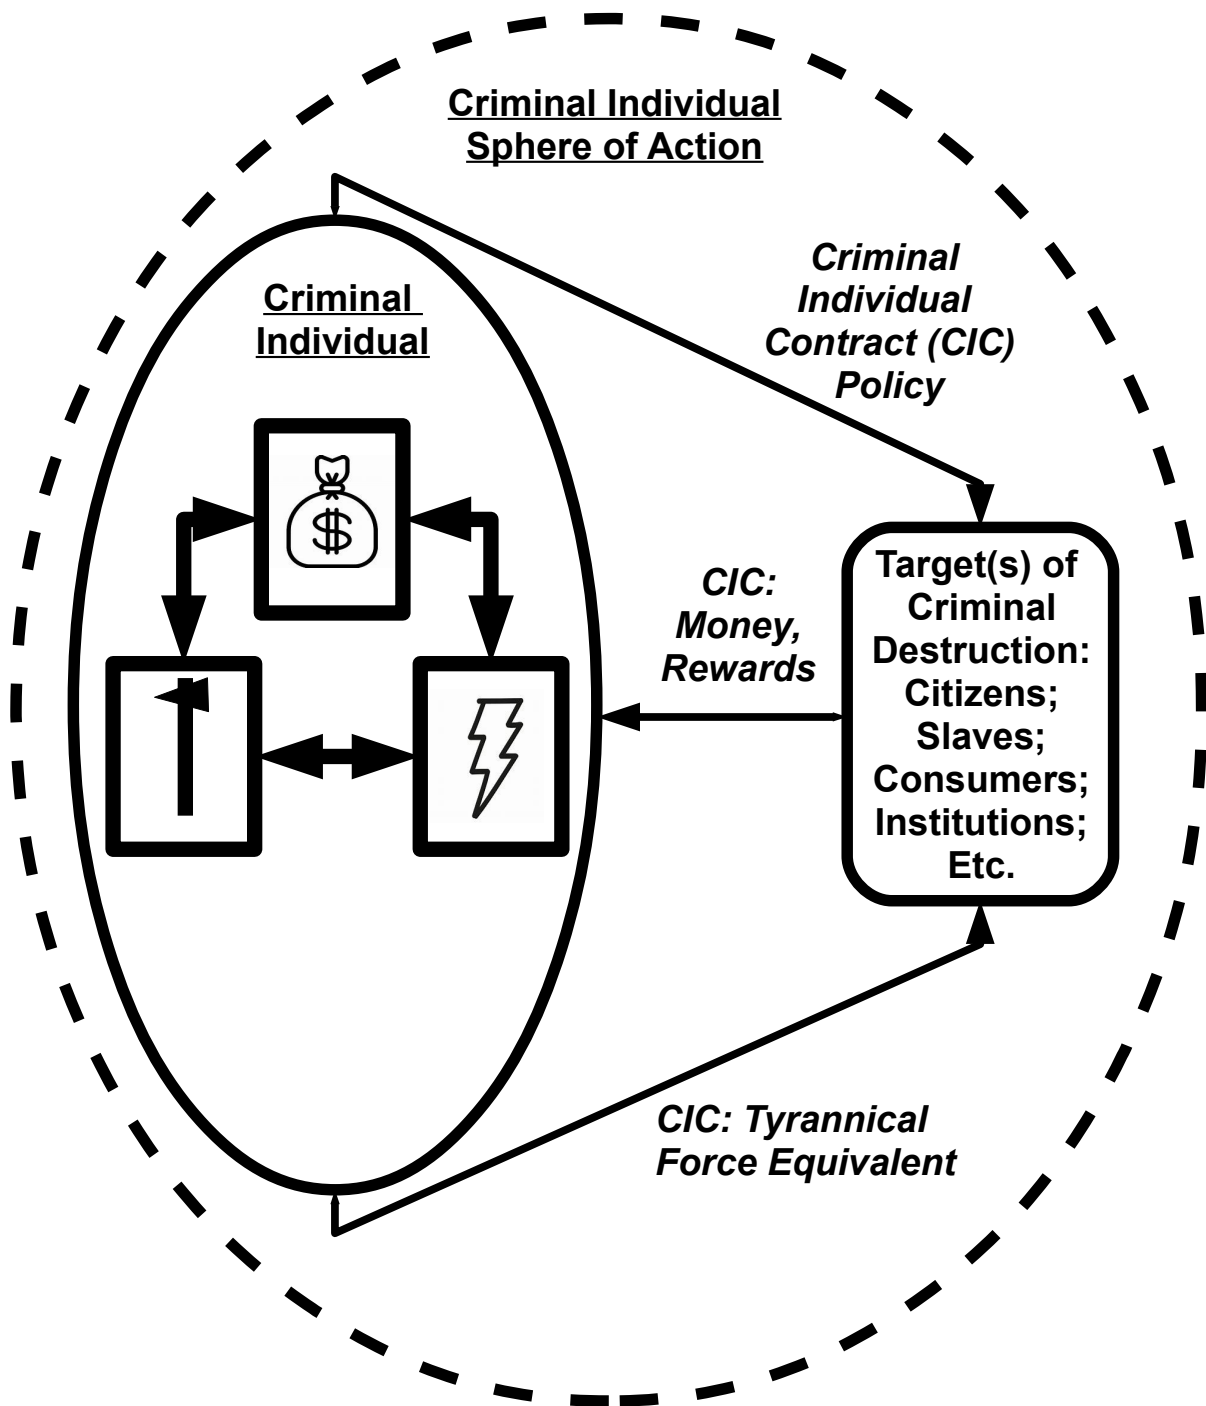 Criminal Individual
Sphere of Action
Criminal
Individual
Criminal
Individual
Contract (CIC)
Policy
$
CIC:
Money,
Rewards
Target(s) of
Criminal
Destruction:
Citizens;
Slaves;
Consumers;
Institutions;
Etc.
CIC: Tyrannical
Force Equivalent